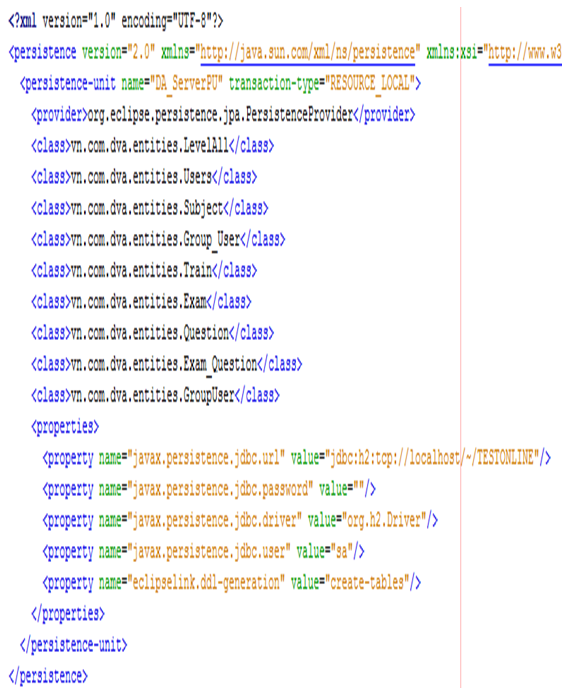 <?xml version="1.0" encoding="UTF-8"?>
<persistence version="2.0" xmlns="http://java.sun.com/xml/ns/persistence" xmlns:xsi="http://www.w3
<persistence-unit name="DA_ServerPU" transaction-type="RESOURCE_LOCAL">
<provider>org.eclipse.persistence.jpa.PersistenceProvider</provider>
<class>vn.com.dva.entities.LevelAll</class>
<class>vn.com.dva.entities.Users</class>
<class>vn.com.dva.entities.Subject</class>
<class>vn.com.dva.entities.Group_User</class>
<class>vn.com.dva.entities.Train</class>
<class>vn.com.dva.entities.Exam</class>
<class>vn.com.dva.entities.Question</class>
<class>vn.com.dva.entities.Exam_Question</class>
<class>vn.com.dva.entities.GroupUser</class>
<properties>
<property name="javax.persistence.jdbc.url" value="jdbc:h2:tcp://localhost/~/TESTONLINE"/>
<property name="javax.persistence.jdbc.password" value=""/>
<property name="javax.persistence.jdbc.driver" value="org.h2.Driver"/>
<property name="javax.persistence.jdbc.user" value="sa"/>
<property name="eclipselink.ddl-generation" value="create-tables"/>
</properties>
</persistence-unit>
</persistence>